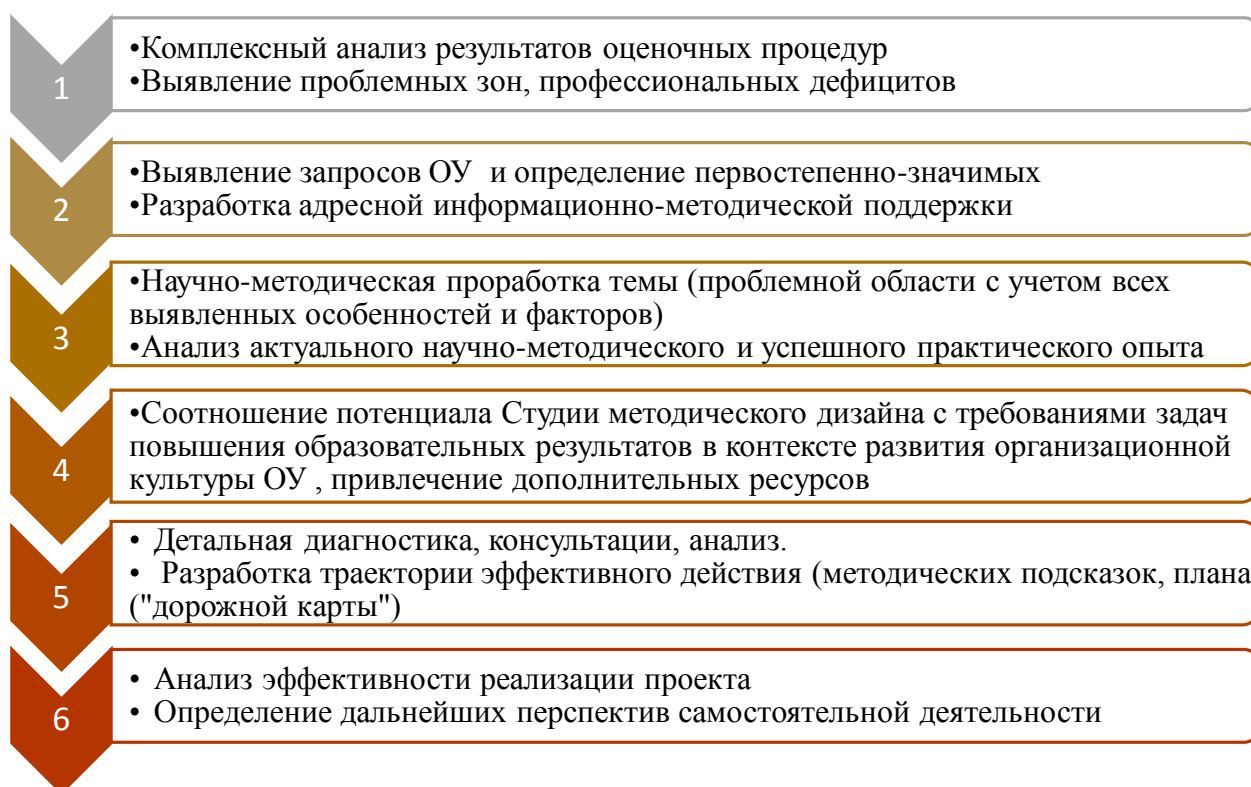 1
•Комплексный анализ результатов оценочных процедур
•Выявление проблемных зон, профессиональных дефицитов
2
•Выявление запросов ОУ  и определение первостепенно-значимых
•Разработка адресной информационно-методической поддержки
3
•Научно-методическая проработка темы (проблемной области с учетом всех
выявленных особенностей и факторов)
•Анализ актуального научно-методического и успешного практического опыта
4
•Соотношение потенциала Студии методического дизайна с требованиями задач
повышения образовательных результатов в контексте развития организационной
культуры ОУ , привлечение дополнительных ресурсов
5
• Детальная диагностика, консультации, анализ.
•  Разработка траектории эффективного действия (методических подсказок, плана
("дорожной карты")
6
• Анализ эффективности реализации проекта
• Определение дальнейших перспектив самостоятельной деятельности